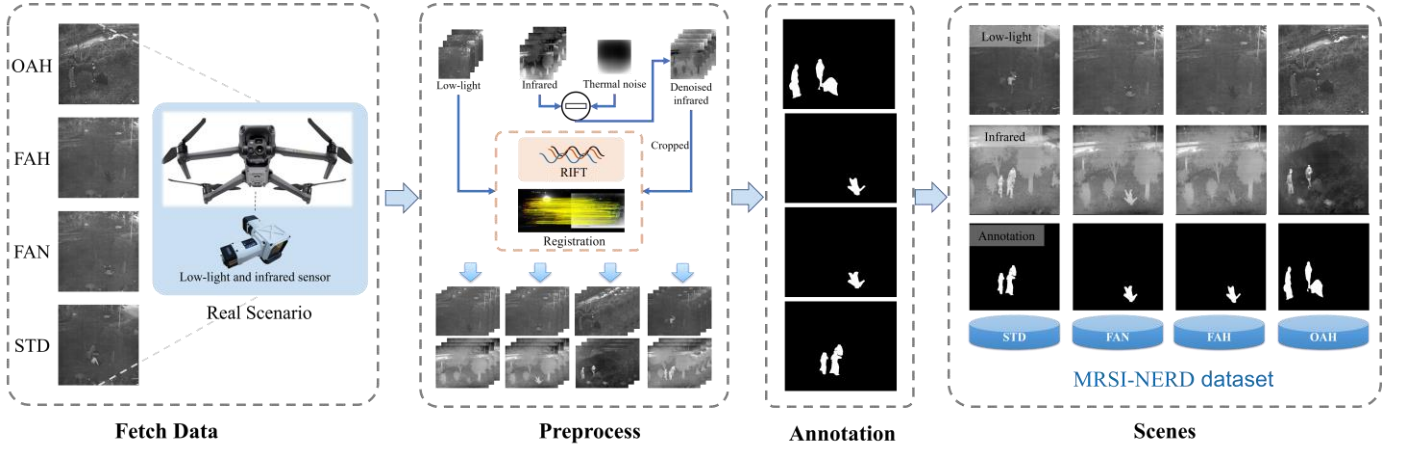 OAH
FAH
FAN
STD
Low-light and infrared sensor
Real Scenario
Fetch Data
Low-light
Infrared
Thermal noise
Denoised
infrared
Cropped
RIFT
Registration
Preprocess
Annotation
Low-light
Infrared
Annotation
STD
FAN
FAH
OAH
MRSI-NERD dataset
Scenes